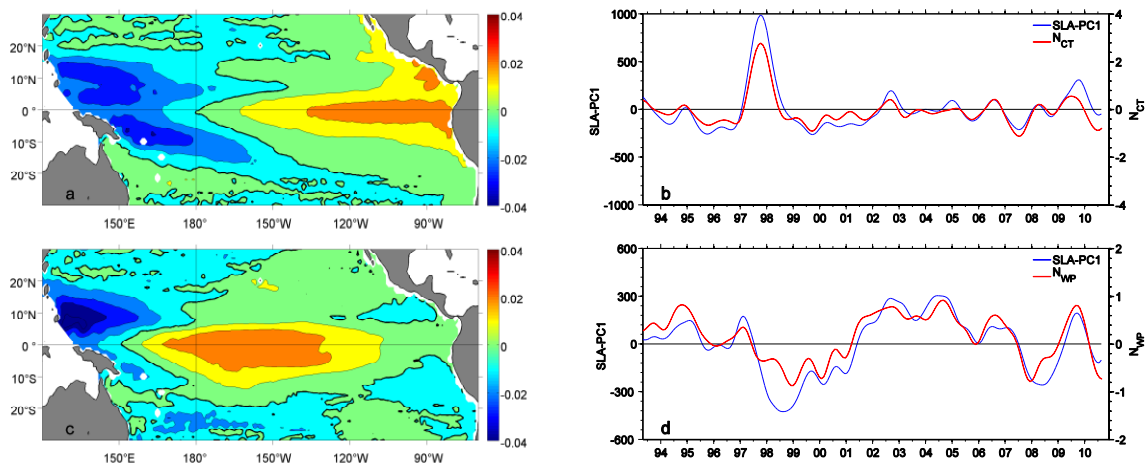 0.04
20°N
0.02
10°N
0°
0
10°S
-0.02
20°S
a
-0.04
150°E 180 150°W 120°W 90°W
1000 4
SLA-PC1
N_CT
500 2
SLA-PC1 0 0 N_CT
-500 -2
b
-1000 -4
94 95 96 97 98 99 00 01 02 03 04 05 06 07 08 09 10
0.04
20°N
0.02
10°N
0°
0
10°S
-0.02
20°S
c
-0.04
150°E 180 150°W 120°W 90°W
600 2
SLA-PC1
N_WP
300 1
SLA-PC1 0 0 N_WP
-300 -1
d
-600 -2
94 95 96 97 98 99 00 01 02 03 04 05 06 07 08 09 10